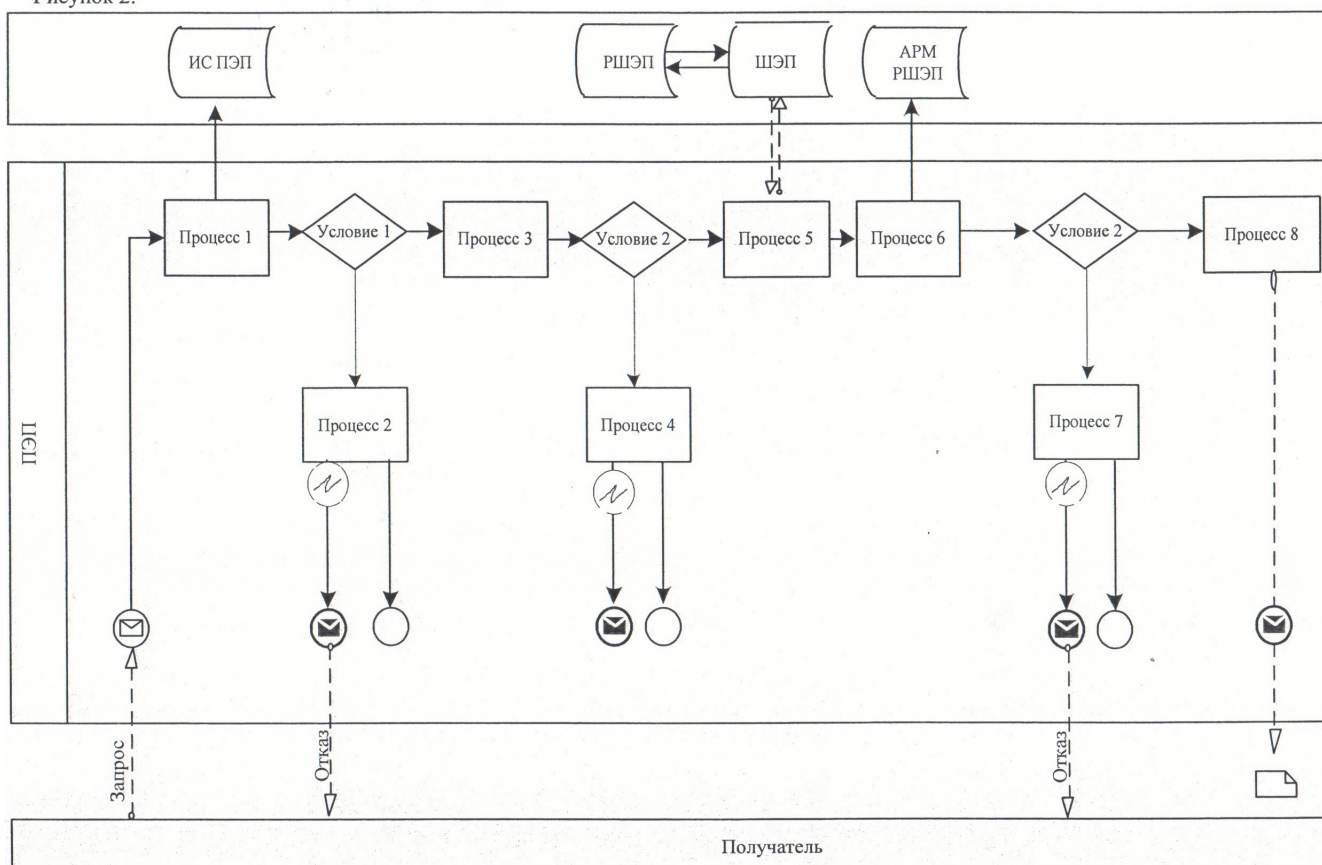 Рисунок 2.
ИС ПЭП
РШЭП
ШЭП
АРМ
РШЭП
ПЭП
Процесс 1
Условие 1
Процесс 3
Условие 2
Процесс 5
Процесс 6
Условие 2
Процесс 8
Процесс 2
Процесс 4
Процесс 7
Запрос
Отказ
Отказ
Получатель